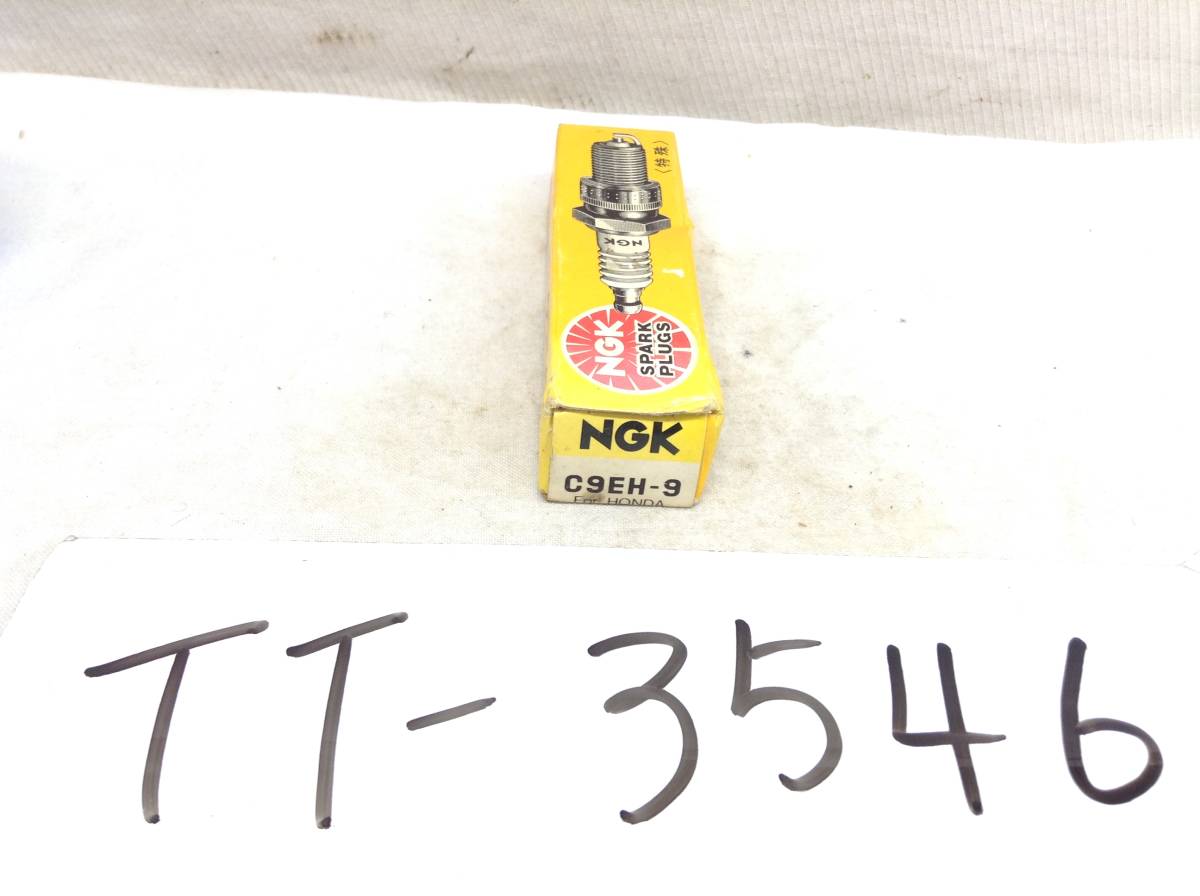 〈特殊〉
NGK
NGK
SPARK
PLUGS
NGK
C9EH-9
For HONDA
TT-3546